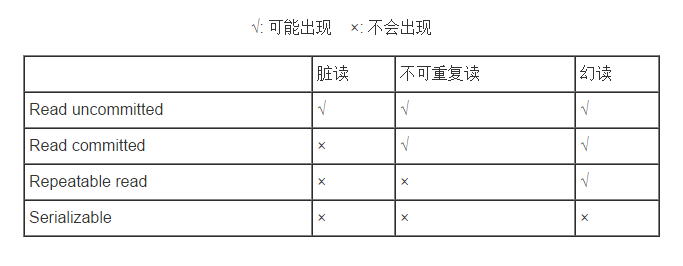 √: 可能出现 ×: 不会出现
脏读 不可重复读 幻读
Read uncommitted √ √ √
Read committed × √ √
Repeatable read × × √
Serializable × × ×